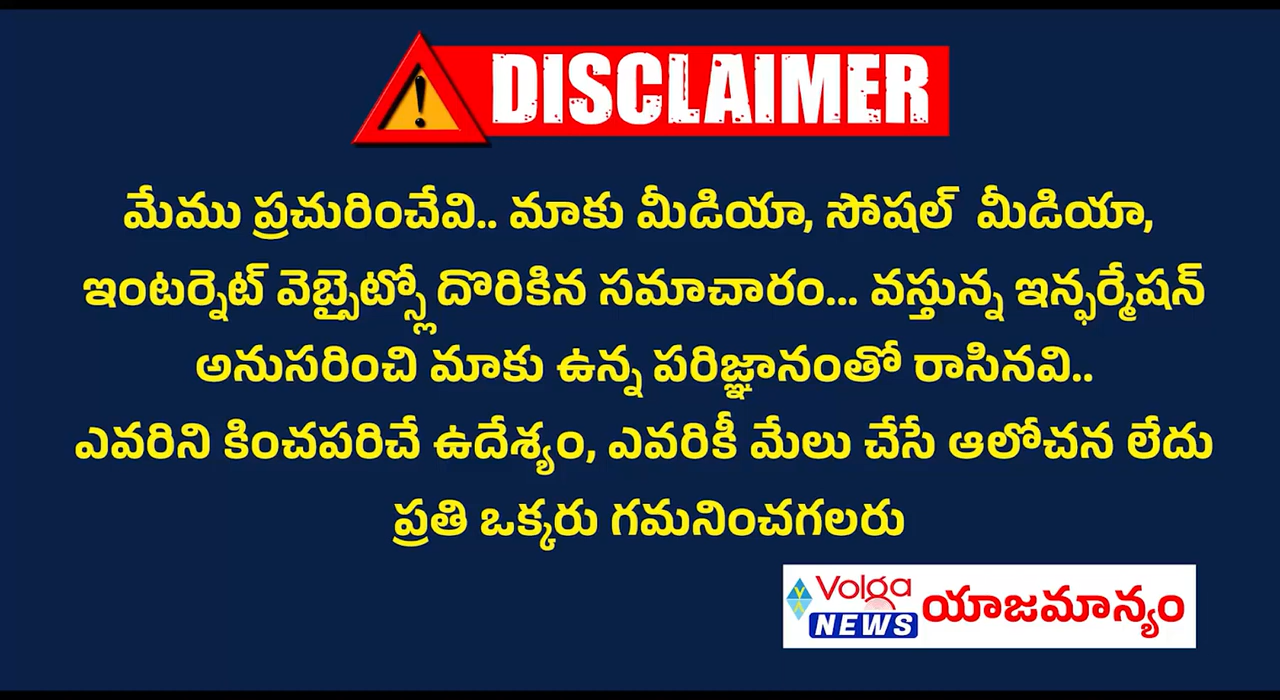 DISCLAIMER
మేము ప్రచురించేవి.. మాకు మీడియా, సోషల్ మీడియా,
ఇంటర్నెట్ వెబ్సైట్స్లో దొరికిన సమాచారం... వస్తున్న ఇన్ఫర్మేషన్
అనుసరించి మాకు ఉన్న పరిజ్ఞానంతో రాసినవి..
ఎవరిని కించపరిచే ఉదేశ్యం, ఎవరికీ మేలు చేసే ఆలోచన లేదు
ప్రతి ఒక్కరు గమనించగలరు
Volga
NEWS యాజమాన్యం